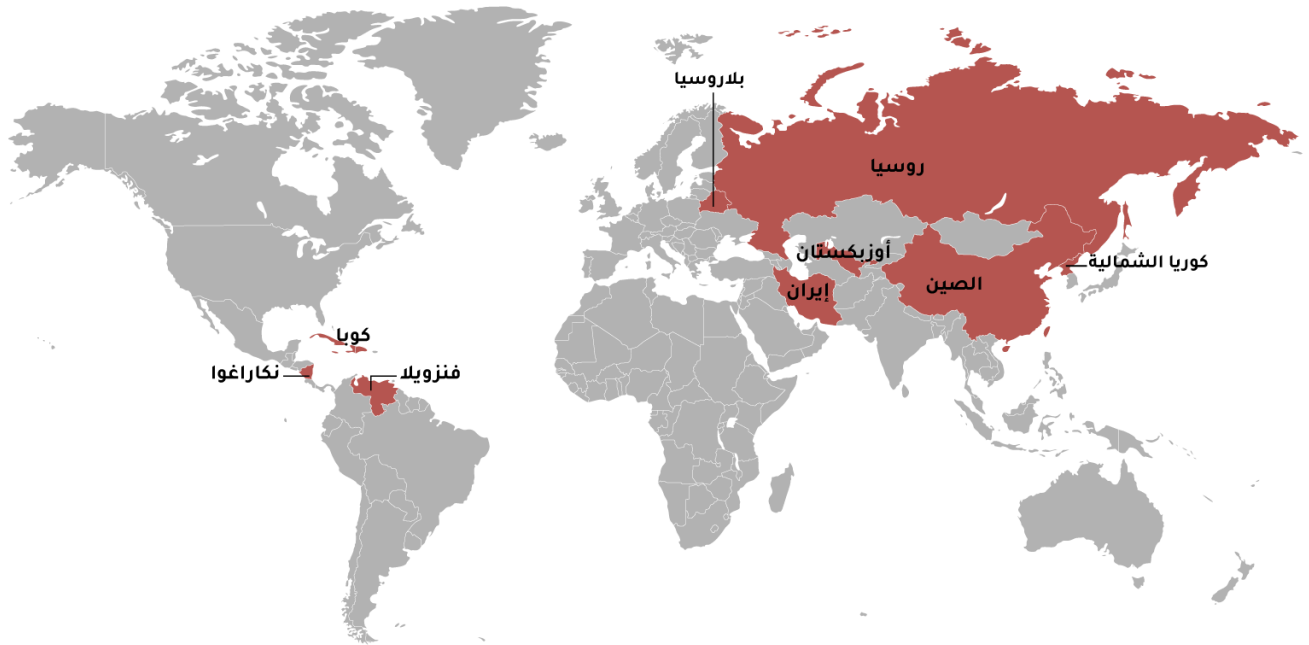 بلاروسيا
روسيا
أوزبكستان
كوريا الشمالية
الصين
إيران
كوبا
فنزويلا
نكاراغوا